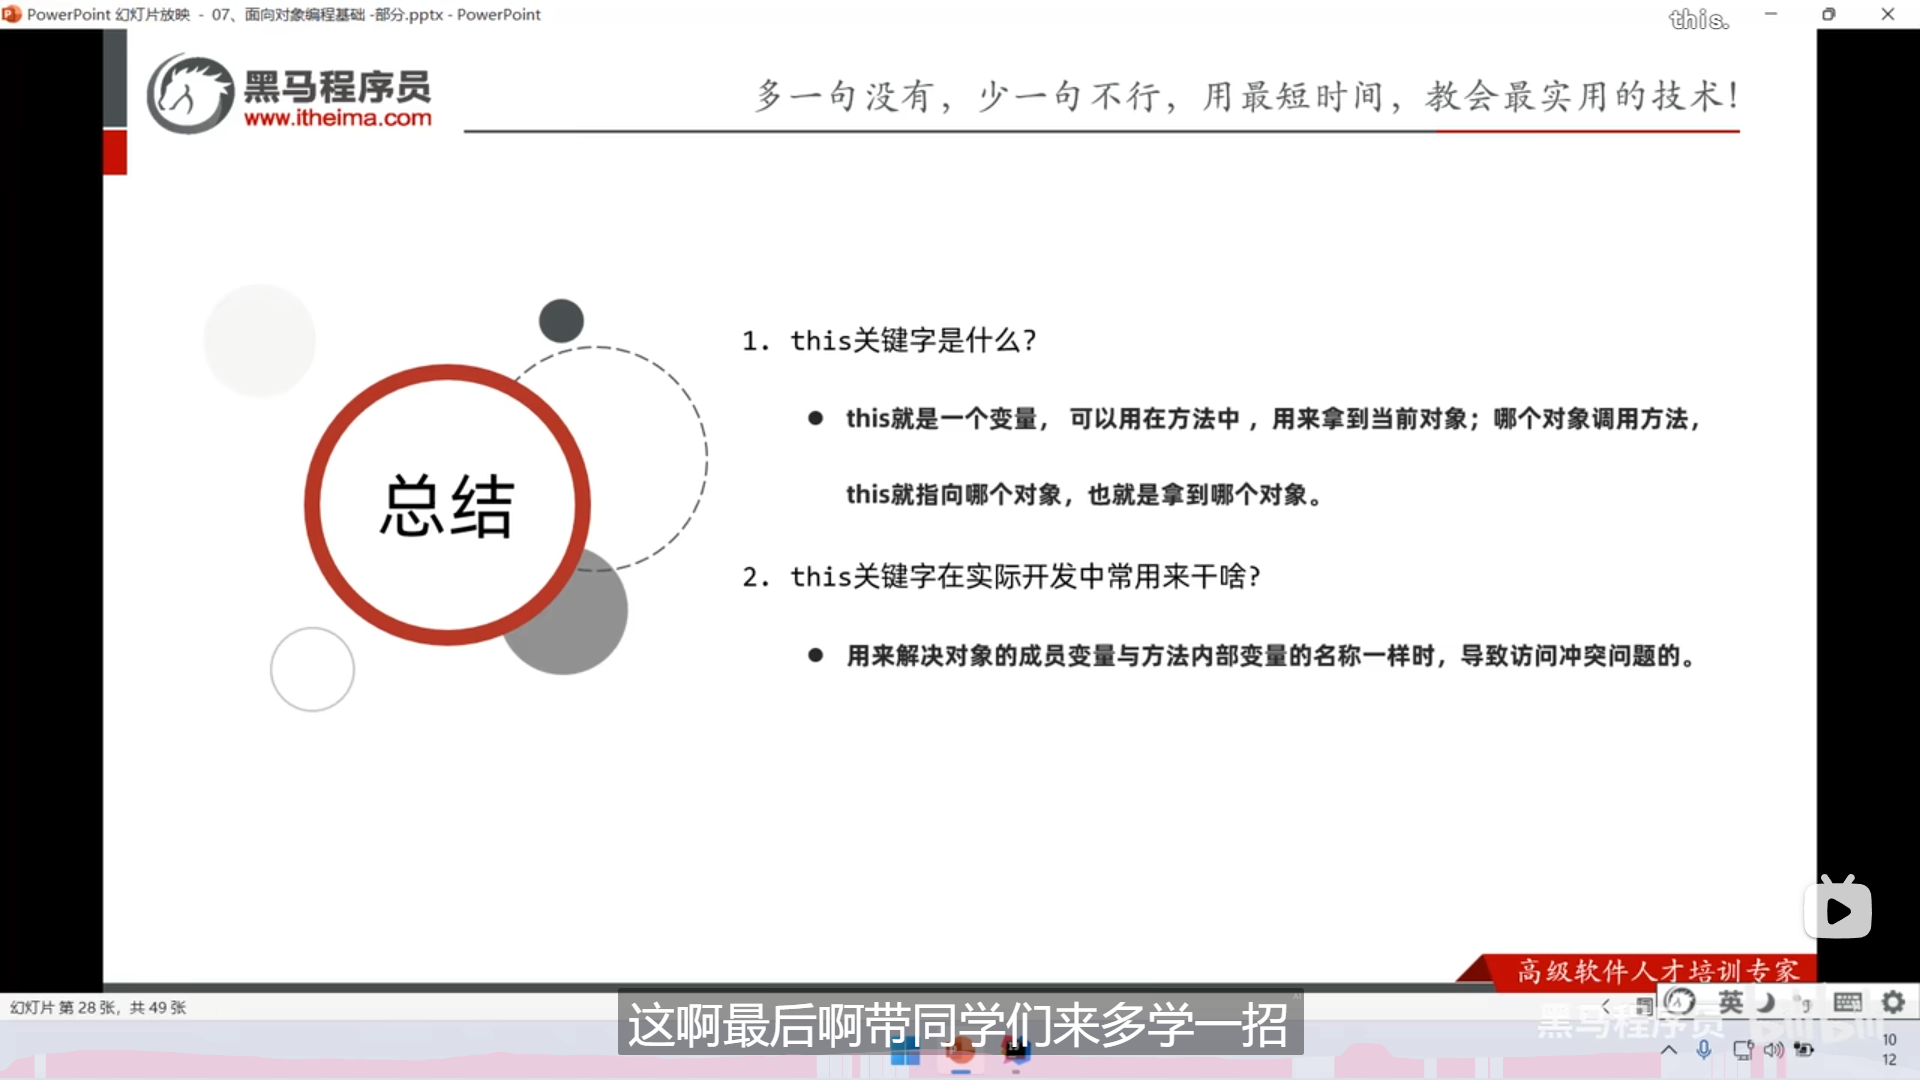 PowerPoint 幻灯片放映 - 07、面向对象编程基础 -部分.pptx - PowerPoint
this.
黑马程序员
www.itheima.com
多一句没有，少一句不行，用最短时间，教会最实用的技术！
总结
1. this关键字是什么？
● this就是一个变量， 可以用在方法中 ，用来拿到当前对象；哪个对象调用方法，
this就指向哪个对象，也就是拿到哪个对象。
2. this关键字在实际开发中常用来干啥？
● 用来解决对象的成员变量与方法内部变量的名称一样时，导致访问冲突问题的。
高级软件人才培训专家
幻灯片 第 28 张，共 49 张
英
黑马程序员
这啊最后啊带同学们来多学一招
10
12